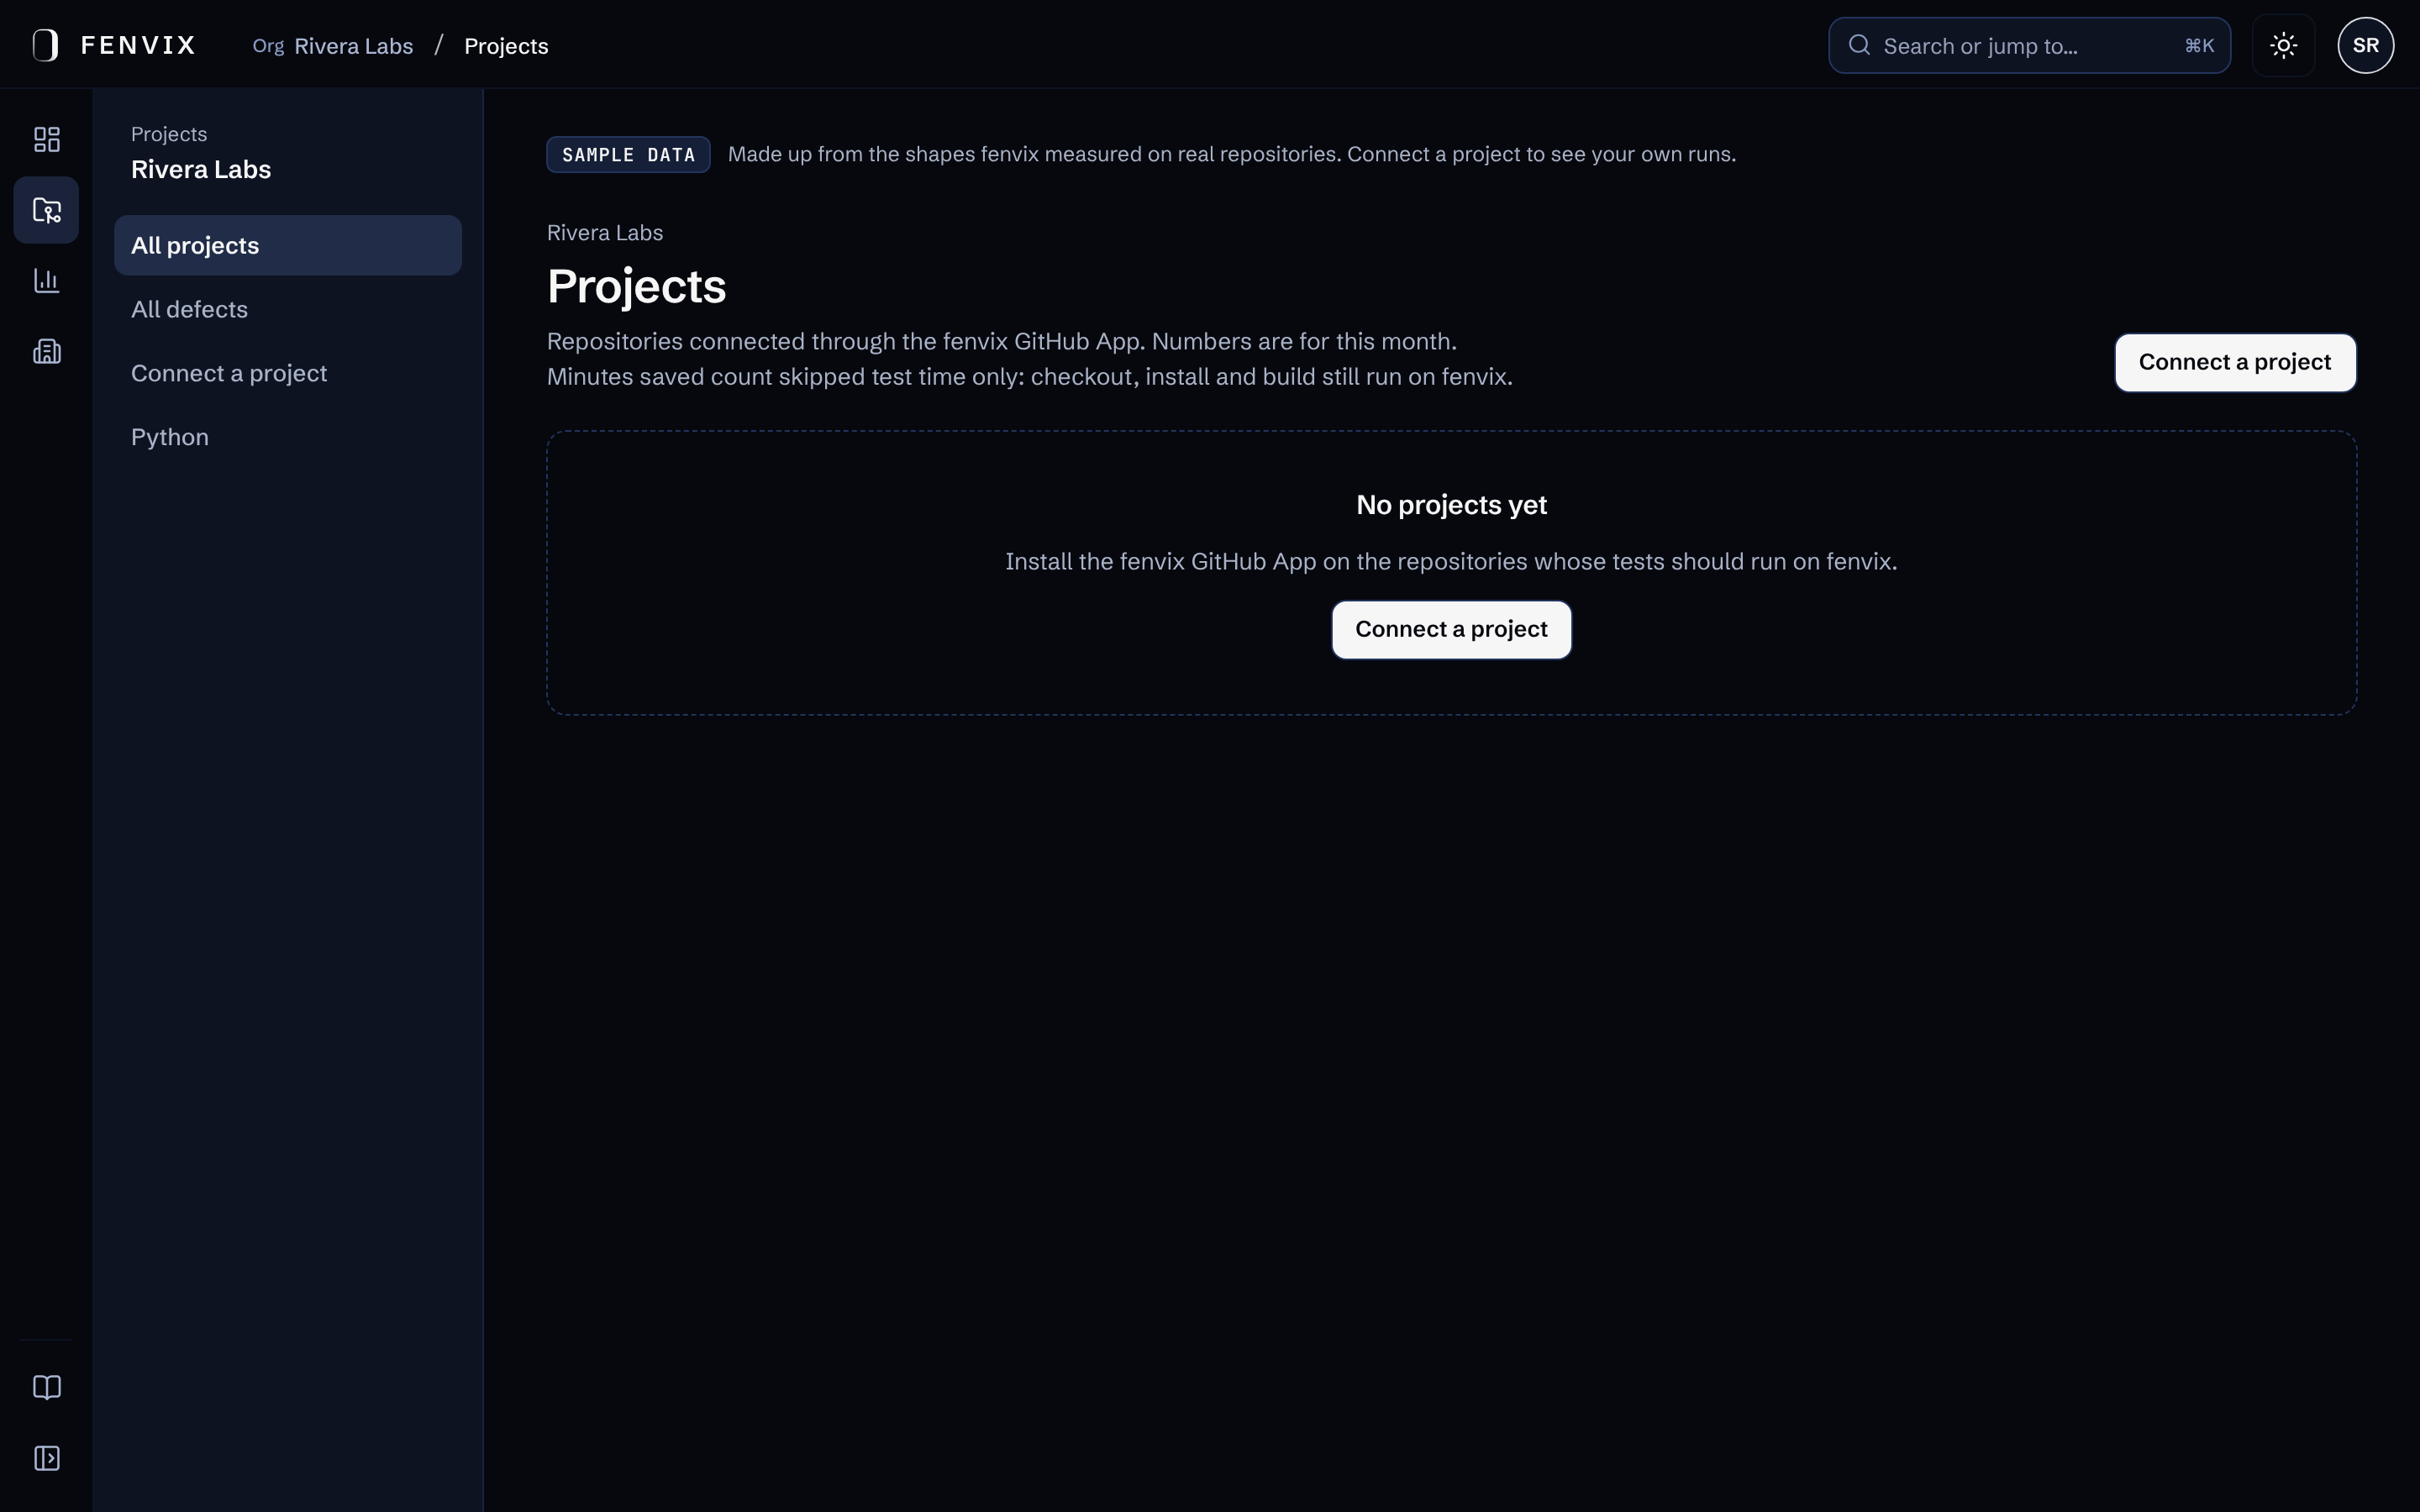 FENVIX
Org Rivera Labs / Projects
Search or jump to... ⌘K
SR
Projects
Rivera Labs
All projects
All defects
Connect a project
Python
SAMPLE DATA Made up from the shapes fenvix measured on real repositories. Connect a project to see your own runs.
Rivera Labs
Projects
Repositories connected through the fenvix GitHub App. Numbers are for this month.
Minutes saved count skipped test time only: checkout, install and build still run on fenvix.
Connect a project
No projects yet
Install the fenvix GitHub App on the repositories whose tests should run on fenvix.
Connect a project